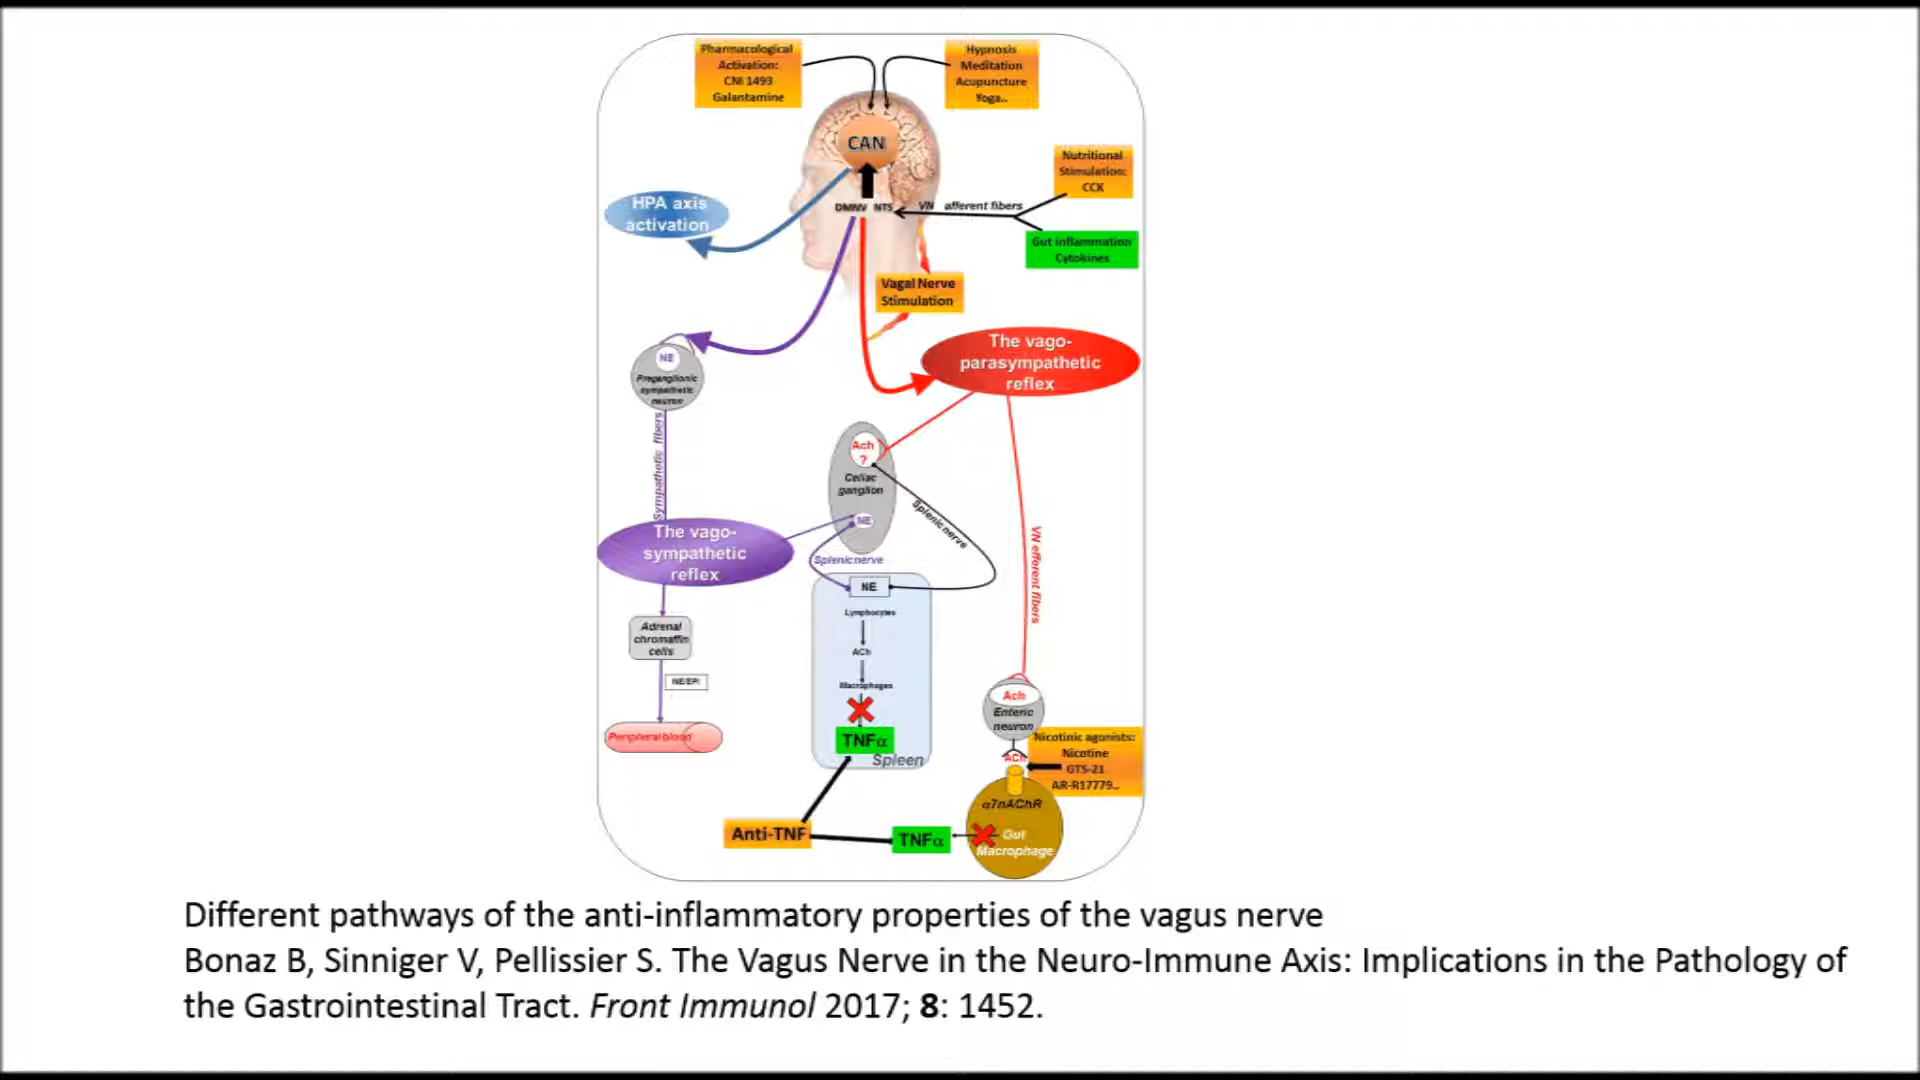 Pharmacological
Activation:
CNI 1493
Galantamine
Hypnosis
Meditation
Acupuncture
Yoga..
CAN
Nutritional
Stimulation:
CCK
HPA axis
activation
DMNV NTS
VN afferent fibers
Gut inflammation
Cytokines
Vagal Nerve
Stimulation
The vago-
parasympathetic
reflex
NE
Preganglionic
sympathetic
neuron
Sympathetic fibers
Ach
?
Celiac
ganglion
NE
Splenic nerve
Splenic nerve
VN efferent fibers
The vago-
sympathetic
reflex
NE
Lymphocytes
ACh
Macrophages
TNFα
Spleen
Adrenal
chromaffin
cells
NE/EPI
Peripheral blood
Ach
Enteric
neuron
ACh
Nicotinic agonists:
Nicotine
GTS-21
AR-R17779..
α7nAChR
Gut
Macrophage
Anti-TNF
TNFα
Different pathways of the anti-inflammatory properties of the vagus nerve
Bonaz B, Sinniger V, Pellissier S. The Vagus Nerve in the Neuro-Immune Axis: Implications in the Pathology of
the Gastrointestinal Tract. Front Immunol 2017; 8: 1452.